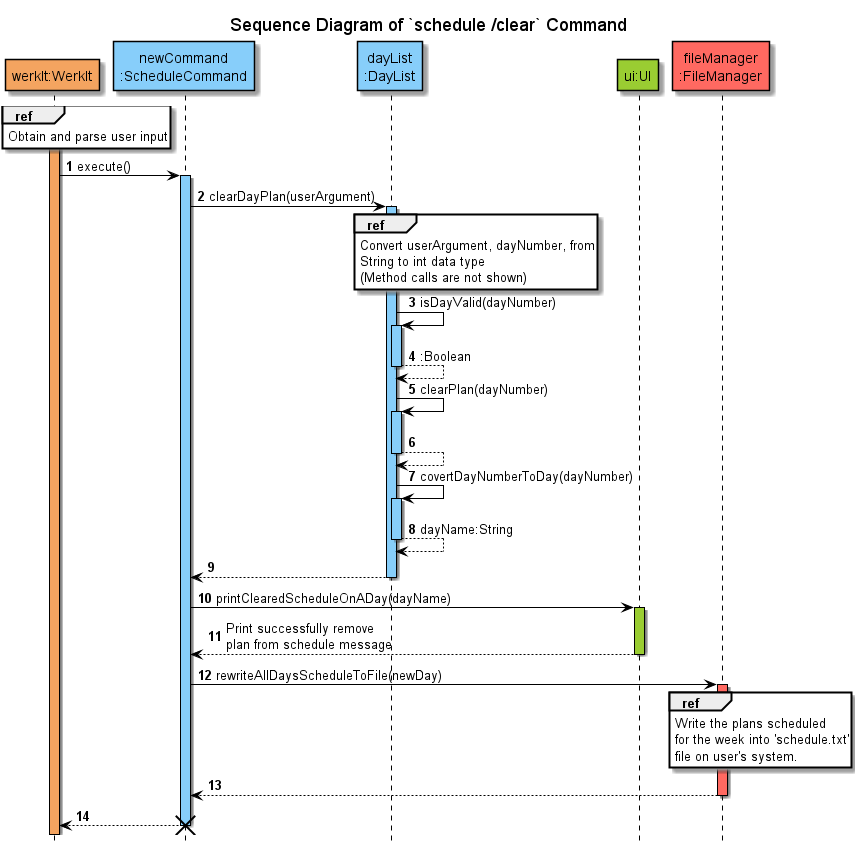 Sequence Diagram of `schedule /clear` Command
werkIt:WerkIt
newCommand
:ScheduleCommand
dayList
:DayList
ui:UI
fileManager
:FileManager
ref
Obtain and parse user input
1 execute()
2 clearDayPlan(userArgument)
ref
Convert userArgument, dayNumber, from
String to int data type
(Method calls are not shown)
3 isDayValid(dayNumber)
4 :Boolean
5 clearPlan(dayNumber)
6
7 covertDayNumberToDay(dayNumber)
8 dayName:String
9
10 printClearedScheduleOnADay(dayName)
11 Print successfully remove
plan from schedule message
12 rewriteAllDaysScheduleToFile(newDay)
ref
Write the plans scheduled
for the week into 'schedule.txt'
file on user's system.
13
14